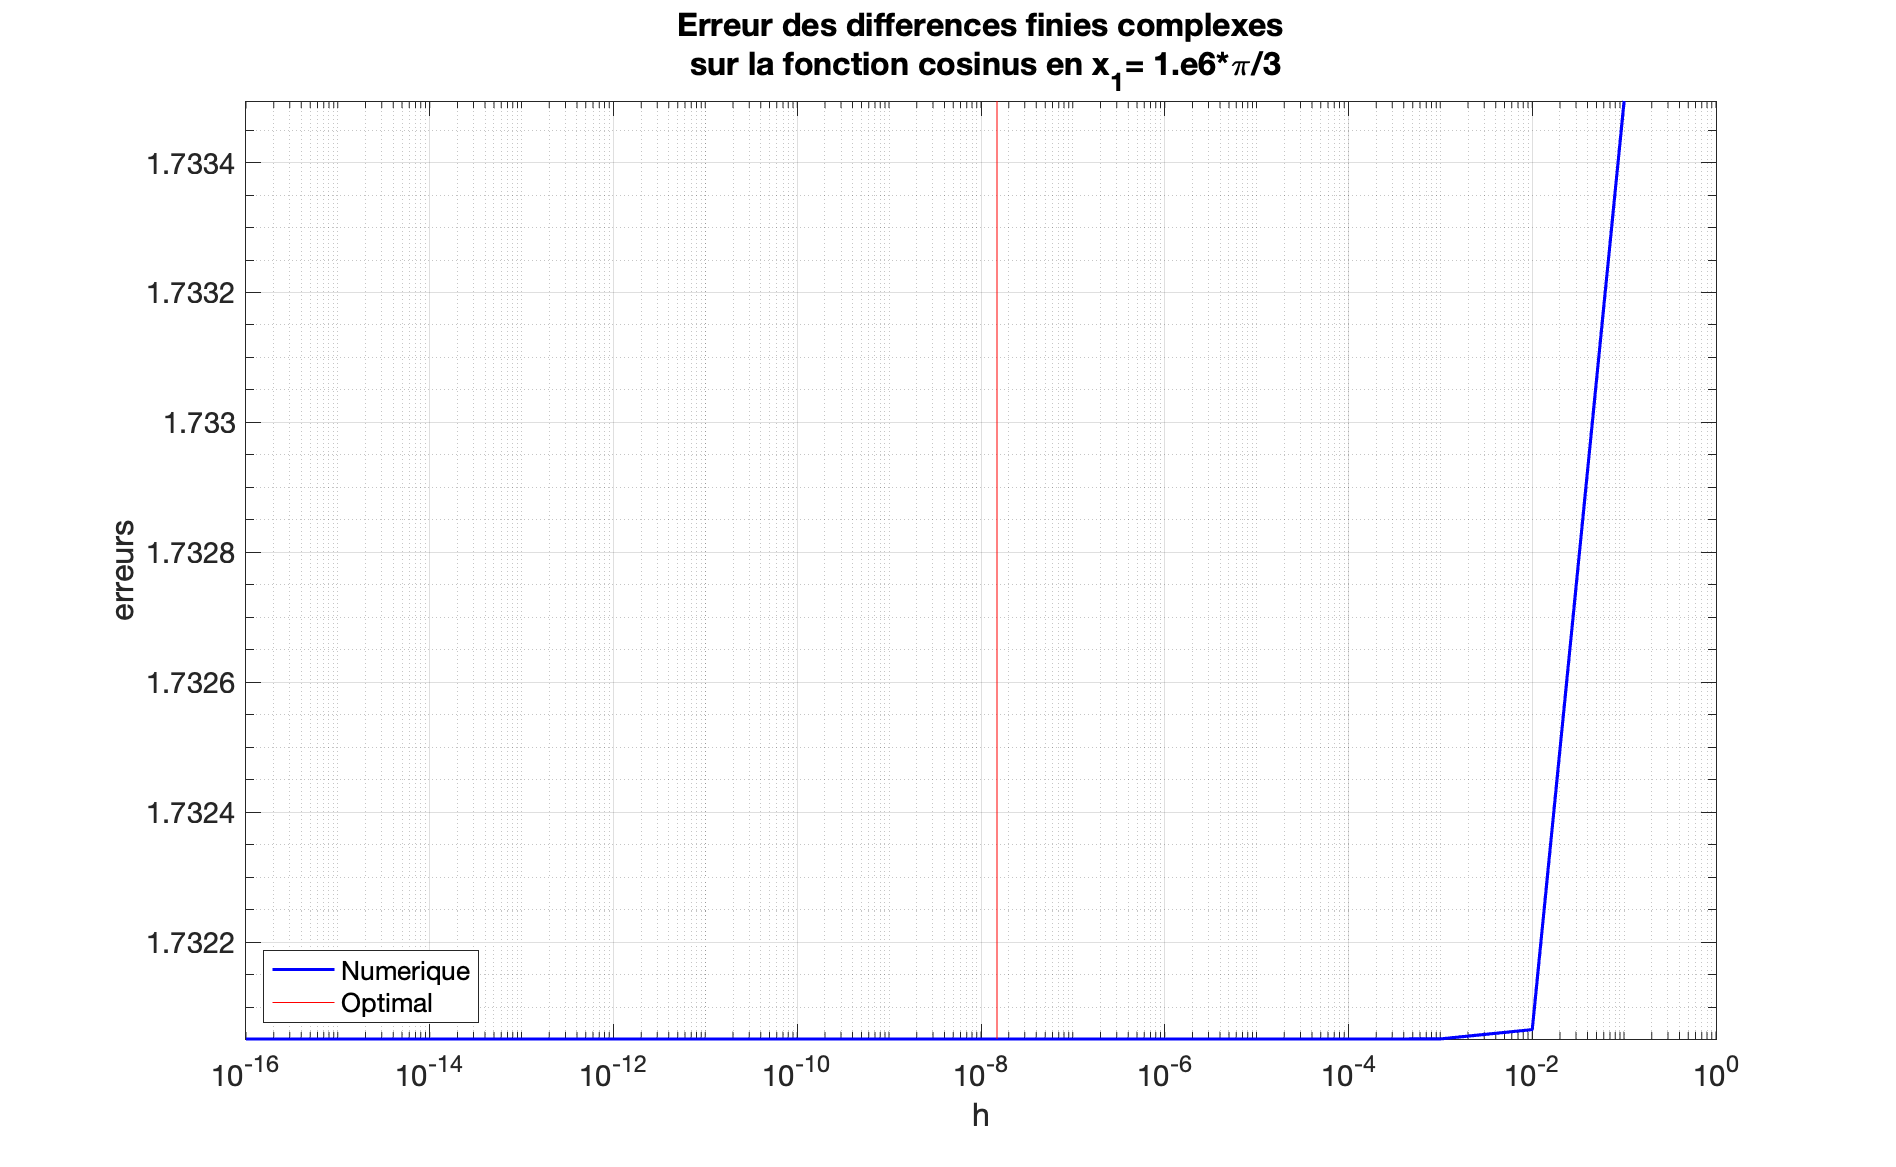 Erreur des differences finies complexes
sur la fonction cosinus en x₁= 1.e6*π/3
1.7334
1.7332
1.733
1.7328
1.7326
1.7324
1.7322
erreurs
Numerique
Optimal
10⁻¹⁶ 10⁻¹⁴ 10⁻¹² 10⁻¹⁰ 10⁻⁸ 10⁻⁶ 10⁻⁴ 10⁻² 10⁰
h